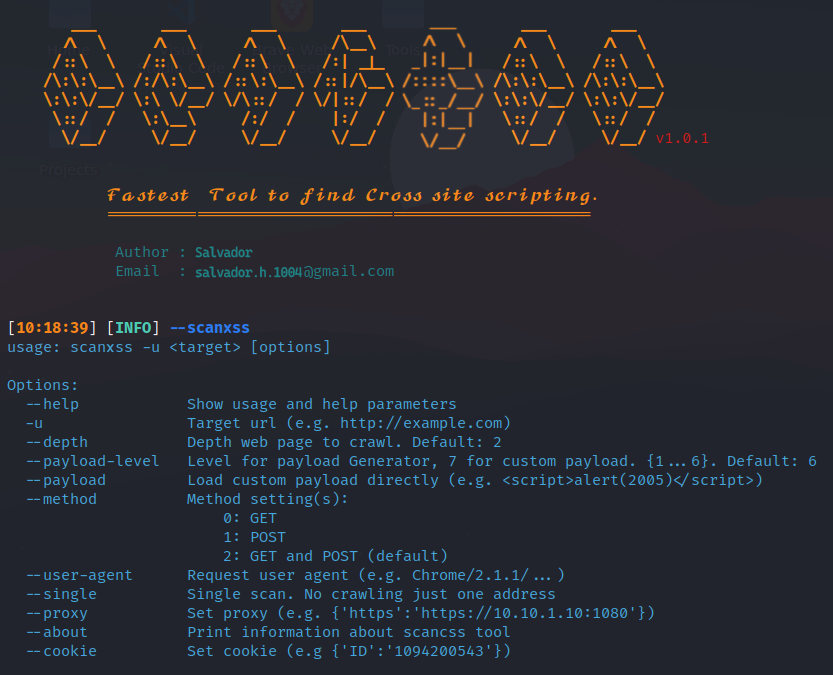 SCANXSS
v1.0.1
Fastest Tool to find Cross site scripting.
Author : Salvador
Email : salvador.h.1004@gmail.com
[10:18:39] [INFO] --scanxss
usage: scanxss -u <target> [options]
Options:
--help Show usage and help parameters
-u Target url (e.g. http://example.com)
--depth Depth web page to crawl. Default: 2
--payload-level Level for payload Generator, 7 for custom payload. {1...6}. Default: 6
--payload Load custom payload directly (e.g. <script>alert(2005)</script>)
--method Method setting(s):
0: GET
1: POST
2: GET and POST (default)
--user-agent Request user agent (e.g. Chrome/2.1.1/...)
--single Single scan. No crawling just one address
--proxy Set proxy (e.g. {'https':'https://10.10.1.10:1080'})
--about Print information about scancss tool
--cookie Set cookie (e.g {'ID':'1094200543'})
Projects